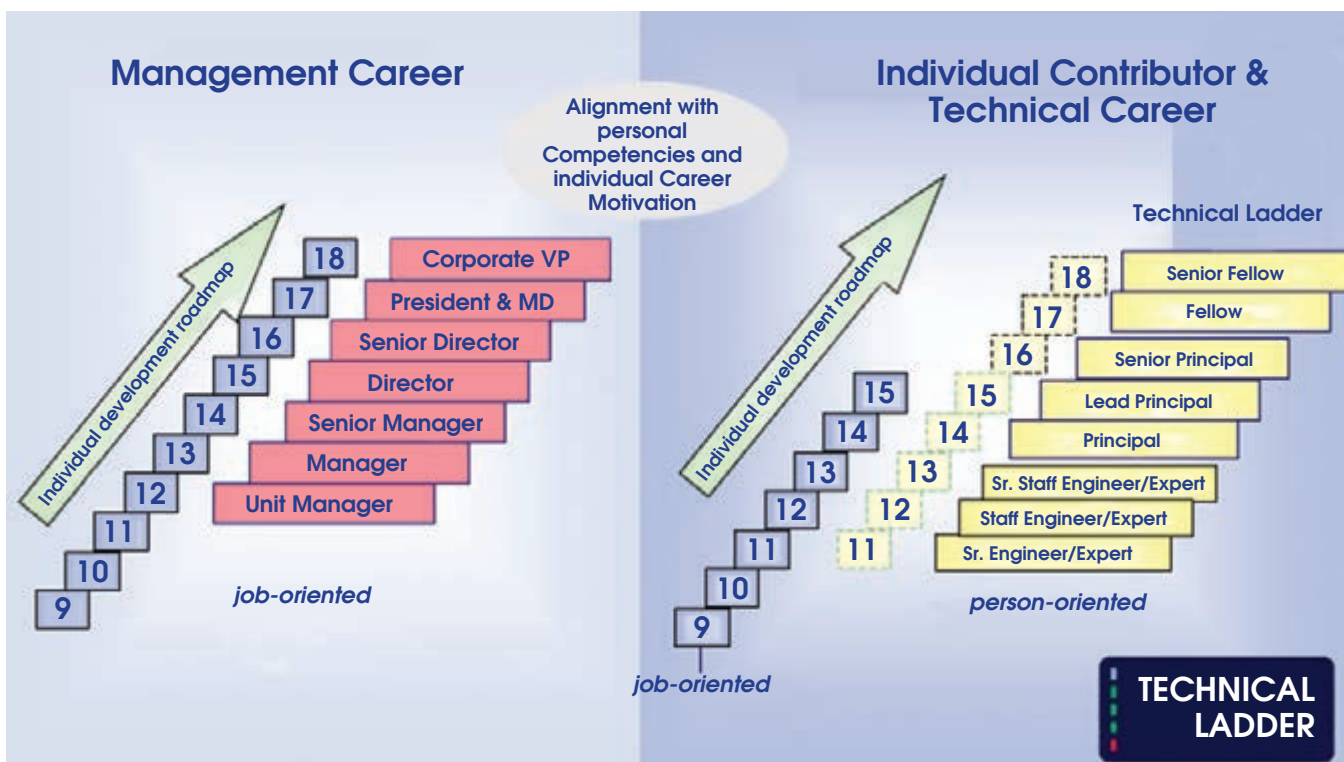 Management Career
Individual Contributor &
Technical Career
Alignment with
personal
Competencies and
individual Career
Motivation
Individual development roadmap
18
17
16
15
14
13
12
11
10
9
Corporate VP
President & MD
Senior Director
Director
Senior Manager
Manager
Unit Manager
job-oriented
Individual development roadmap
15
14
13
12
11
10
9
job-oriented
Technical Ladder
18
17
16
15
14
13
12
11
Senior Fellow
Fellow
Senior Principal
Lead Principal
Principal
Sr. Staff Engineer/Expert
Staff Engineer/Expert
Sr. Engineer/Expert
person-oriented
TECHNICAL
LADDER